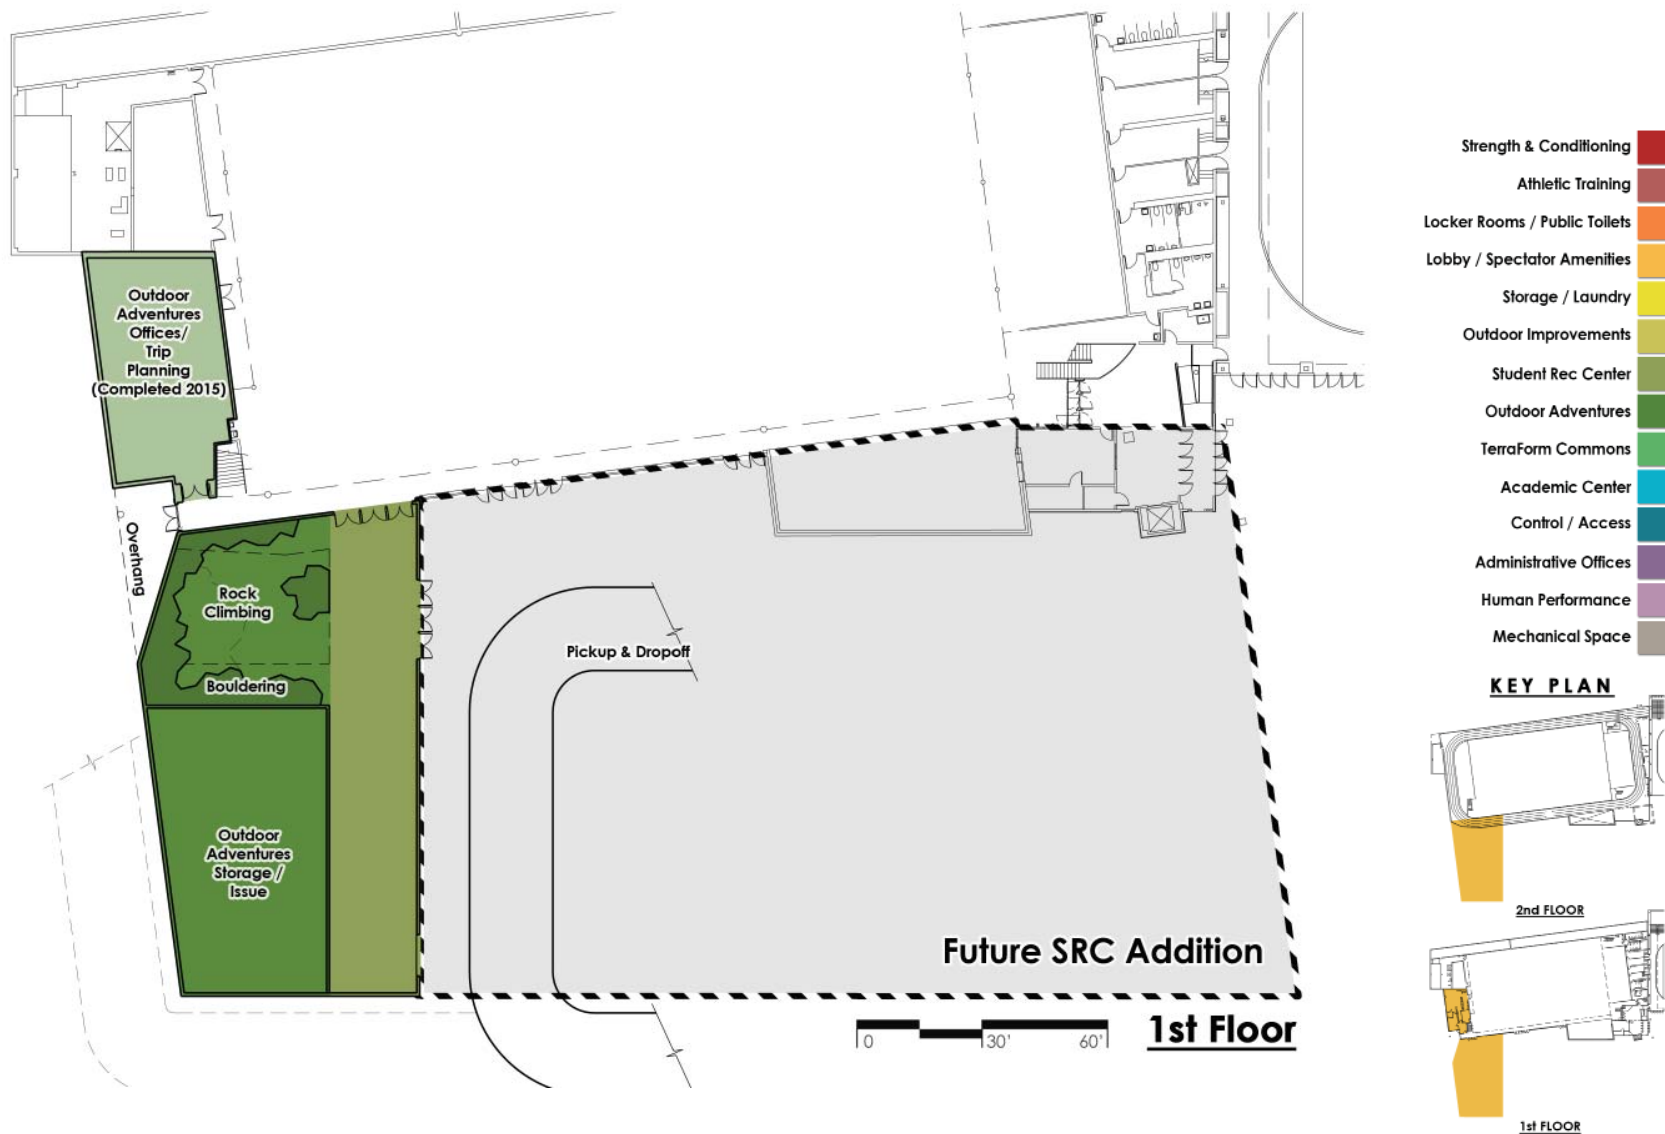 Outdoor
Adventures
Offices/
Trip
Planning
(Completed 2015)
Overhang
Rock
Climbing
Bouldering
Outdoor
Adventures
Storage /
Issue
Pickup & Dropoff
Future SRC Addition
0
30'
60'
1st Floor
Strength & Conditioning
Athletic Training
Locker Rooms / Public Toilets
Lobby / Spectator Amenities
Storage / Laundry
Outdoor Improvements
Student Rec Center
Outdoor Adventures
TerraForm Commons
Academic Center
Control / Access
Administrative Offices
Human Performance
Mechanical Space
KEY PLAN
2nd FLOOR
1st FLOOR